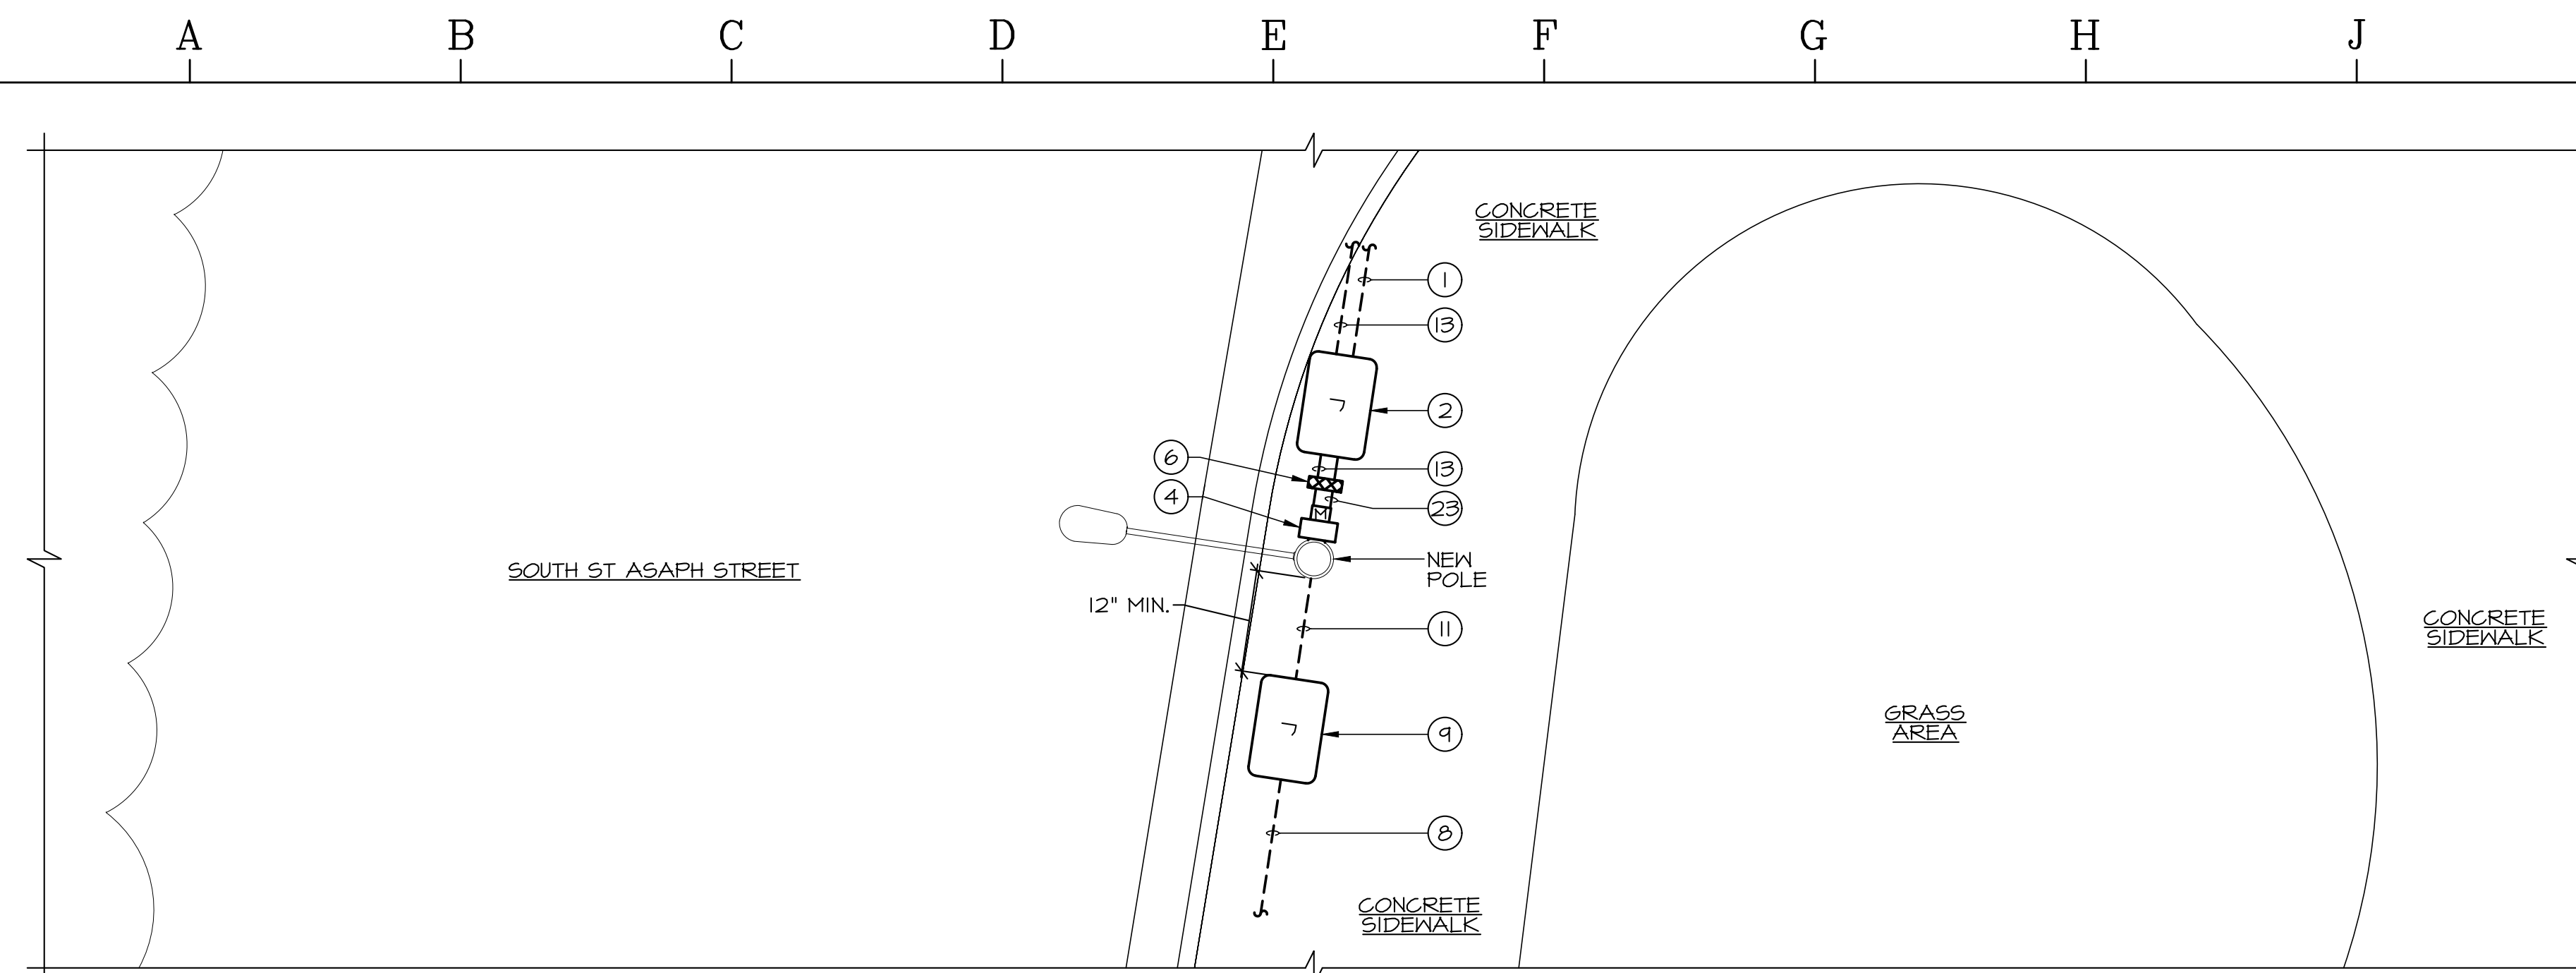 A B C D E F G H J
CONCRETE
SIDEWALK
1
13
2
6
13
4
M
23
NEW
POLE
SOUTH ST ASAPH STREET
12" MIN.
11
CONCRETE
SIDEWALK
9
GRASS
AREA
8
CONCRETE
SIDEWALK